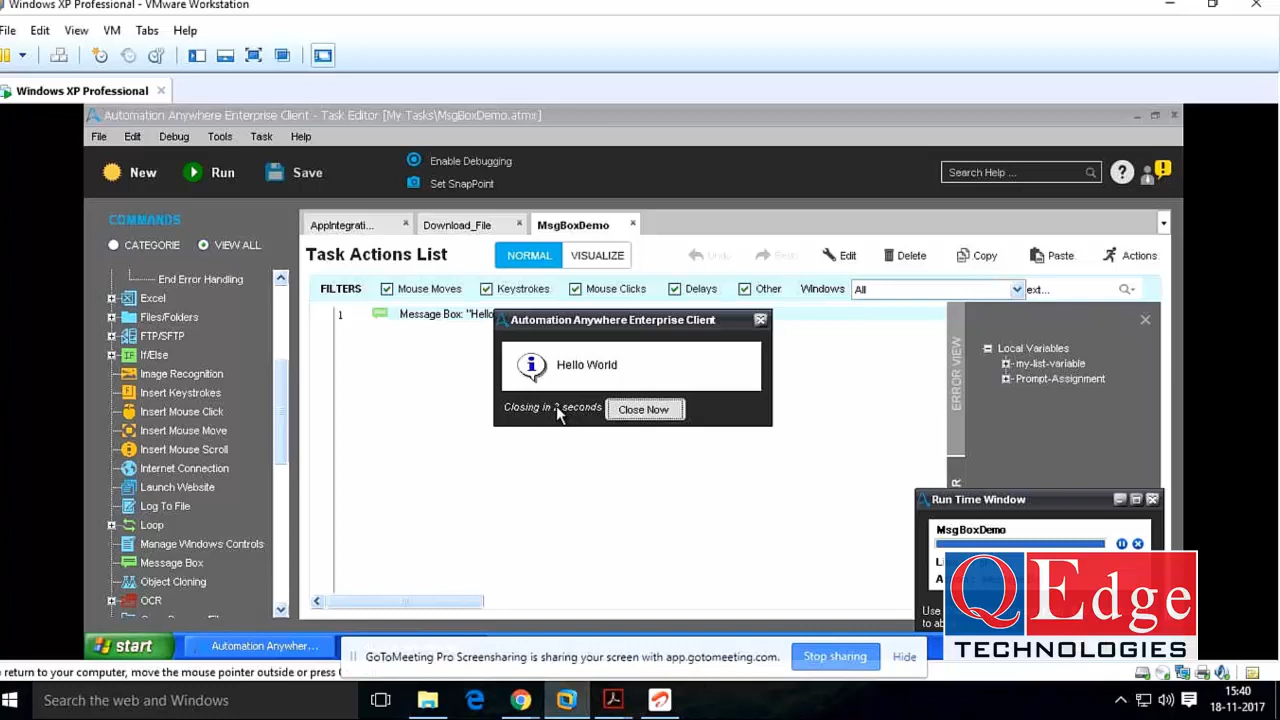 Windows XP Professional - VMware Workstation
File Edit View VM Tabs Help
Windows XP Professional
Automation Anywhere Enterprise Client - Task Editor [My Tasks\MsgBoxDemo.atmx]
File Edit Debug Tools Task Help
New Run Save
Enable Debugging
Set SnapPoint
Search Help ...
COMMANDS
CATEGORIE VIEW ALL
End Error Handling
Excel
Files/Folders
FTP/SFTP
If/Else
Image Recognition
Insert Keystrokes
Insert Mouse Click
Insert Mouse Move
Insert Mouse Scroll
Internet Connection
Launch Website
Log To File
Loop
Manage Windows Controls
Message Box
Object Cloning
OCR
AppIntegrati... Download_File MsgBoxDemo
Task Actions List
NORMAL VISUALIZE
Undo Edit Delete Copy Paste Actions
FILTERS Mouse Moves Keystrokes Mouse Clicks Delays Other Windows All ext...
1 Message Box: "Hello
Automation Anywhere Enterprise Client
Hello World
Closing in seconds
Close Now
ERROR VIEW
Local Variables
my-list-variable
Prompt-Assignment
Run Time Window
MsgBoxDemo
Use
to ab
QEdge
TECHNOLOGIES
start
Automation Anywher...
GoToMeeting Pro Screensharing is sharing your screen with app.gotomeeting.com.
Stop sharing
Hide
o return to your computer, move the mouse pointer outside or press
Search the web and Windows
15:40
18-11-2017